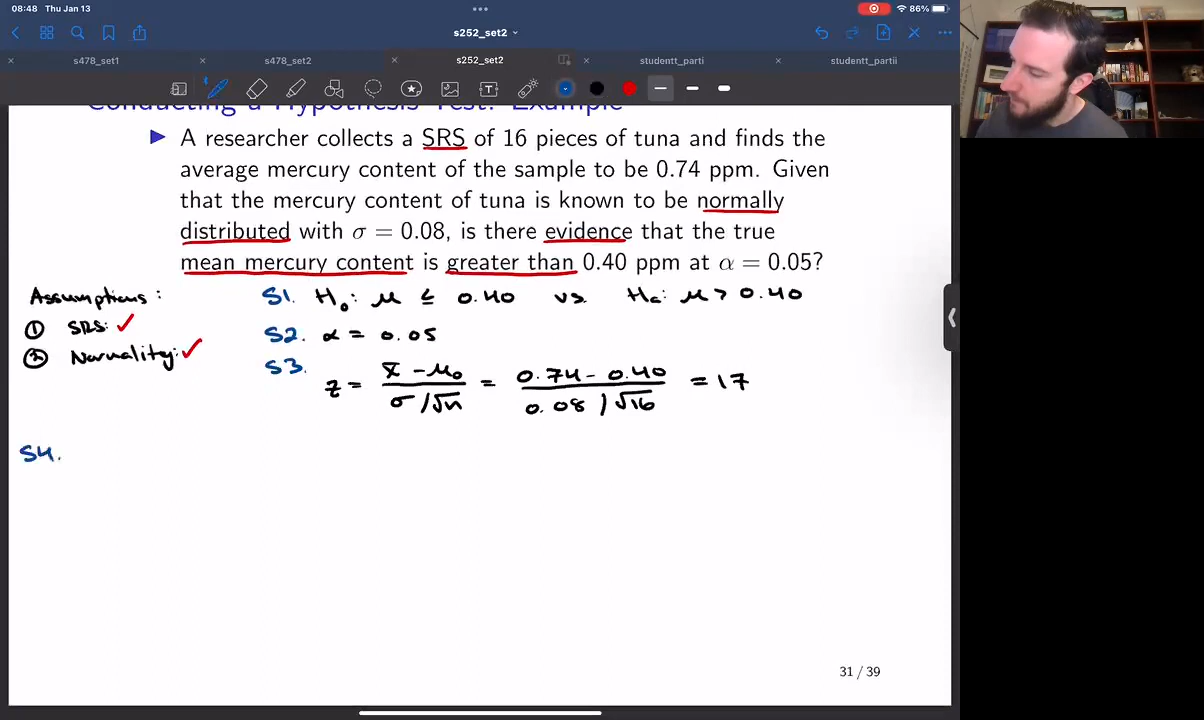 08:48 Thu Jan 13
86%
s252_set2
s478_set1
s478_set2
s252_set2
studentt_parti
studentt_partii
Conducting a Hypothesis Test: Example
A researcher collects a SRS of 16 pieces of tuna and finds the
average mercury content of the sample to be 0.74 ppm. Given
that the mercury content of tuna is known to be normally
distributed with σ = 0.08, is there evidence that the true
mean mercury content is greater than 0.40 ppm at α = 0.05?
Assumptions:
① SRS: ✓
② Normality: ✓
S1. H₀: μ ≤ 0.40 vs. Hₐ: μ > 0.40
S2. α = 0.05
S3.
z = (x̄ - μ₀) / (σ/√n) = (0.74 - 0.40) / (0.08/√16) = 17
S4.
31 / 39